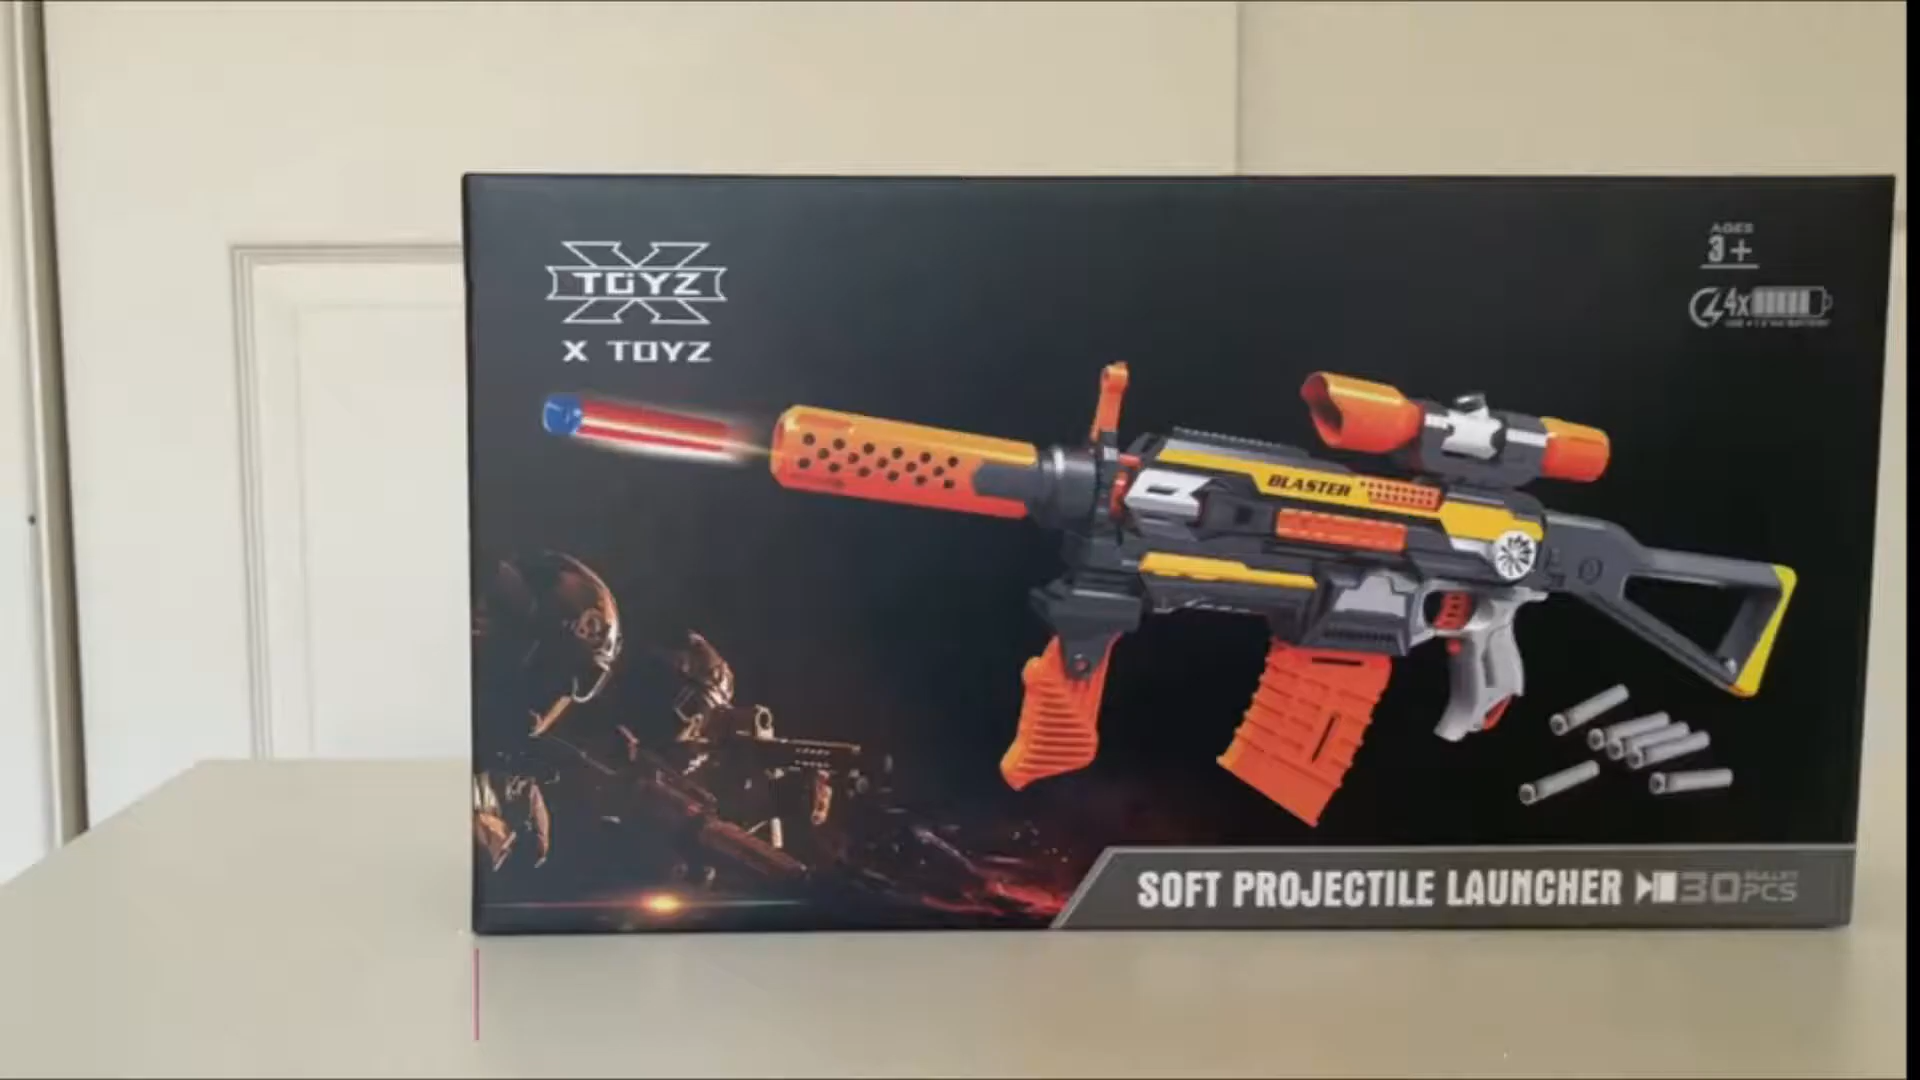 TOYZ
X TOYZ
AGES
3+
4x
BLASTER
SOFT PROJECTILE LAUNCHER 30 PCS